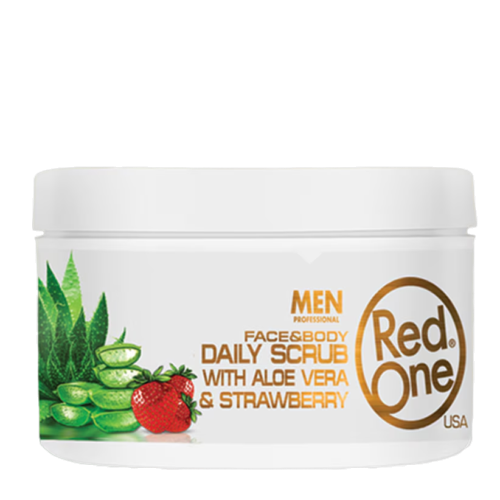 MEN
PROFESSIONAL
FACE&BODY
DAILY SCRUB
WITH ALOE VERA
& STRAWBERRY
Red®
One
USA